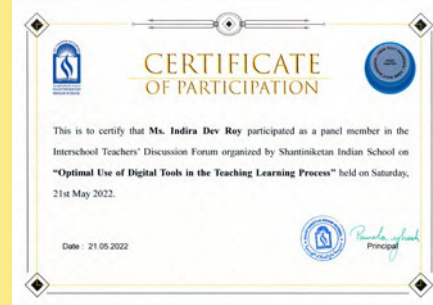 CERTIFICATE
OF PARTICIPATION
This is to certify that Ms. Indira Dev Roy participated as a panel member in the
Interschool Teachers' Discussion Forum organized by Shantiniketan Indian School on
“Optimal Use of Digital Tools in the Teaching Learning Process” held on Saturday,
21st May 2022.
Date : 21.05.2022
Principal